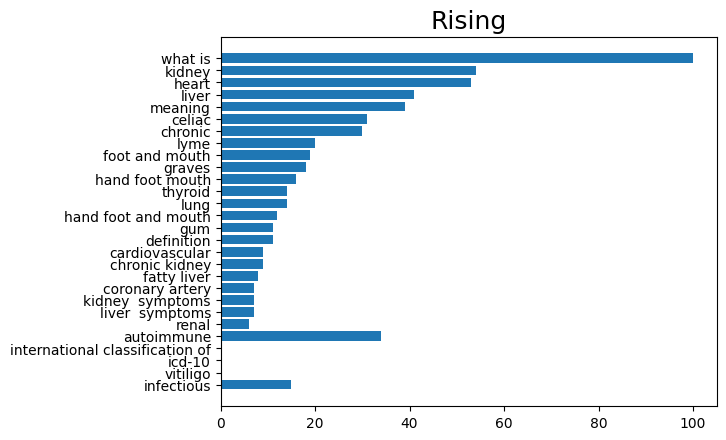 Rising
what is
kidney
heart
liver
meaning
celiac
chronic
lyme
foot and mouth
graves
hand foot mouth
thyroid
lung
hand foot and mouth
gum
definition
cardiovascular
chronic kidney
fatty liver
coronary artery
kidney  symptoms
liver  symptoms
renal
autoimmune
international classification of
icd-10
vitiligo
infectious
0 20 40 60 80 100